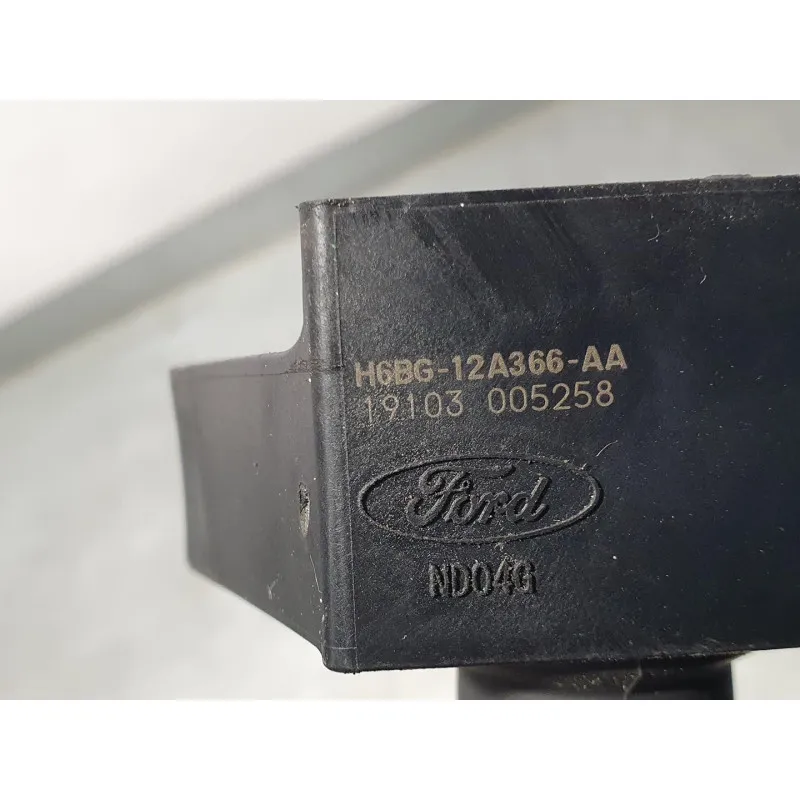 H6BG-12A366-AA
19103 005258
Ford
ND04G